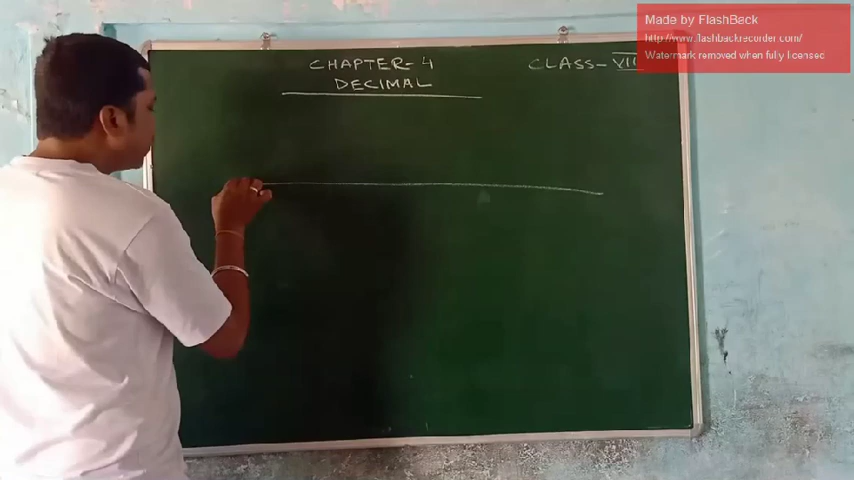 CHAPTER-4
DECIMAL
Made by FlashBack
http://www.flashbackrecorder.com/
Watermark removed when fully licensed
CLASS-